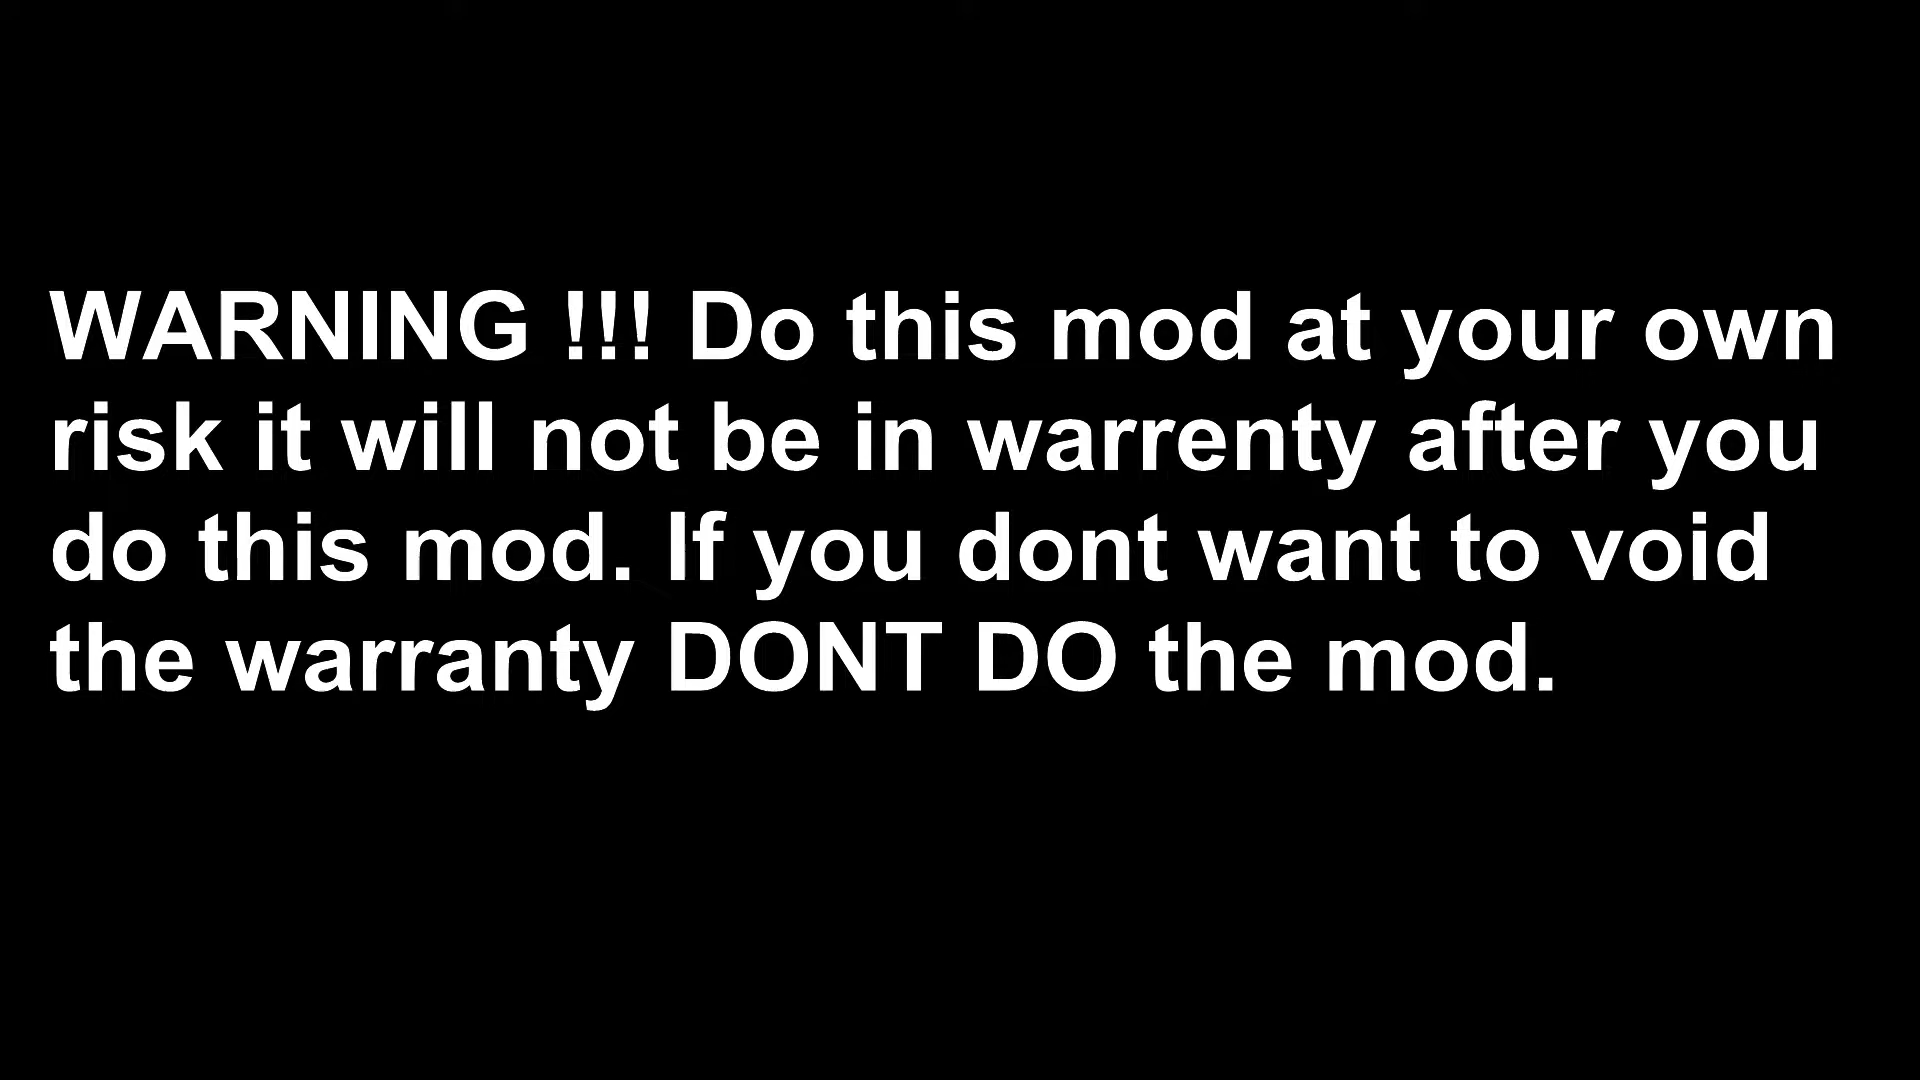 WARNING !!! Do this mod at your own
risk it will not be in warrenty after you
do this mod. If you dont want to void
the warranty DONT DO the mod.